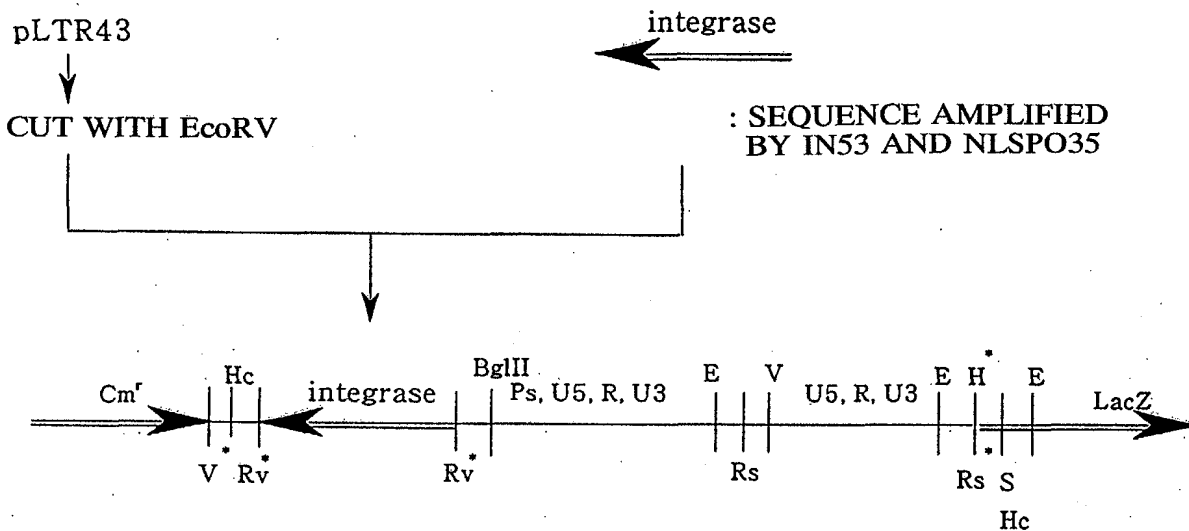 pLTR43
integrase
CUT WITH EcoRV
: SEQUENCE AMPLIFIED
BY IN53 AND NLSPO35
Cmʳ
Hc
integrase
BglII
Ps, U5, R, U3
E
V
U5, R, U3
E
H*
E
LacZ
V*
Rv*
Rv*
Rs
Rs*
S
Hc